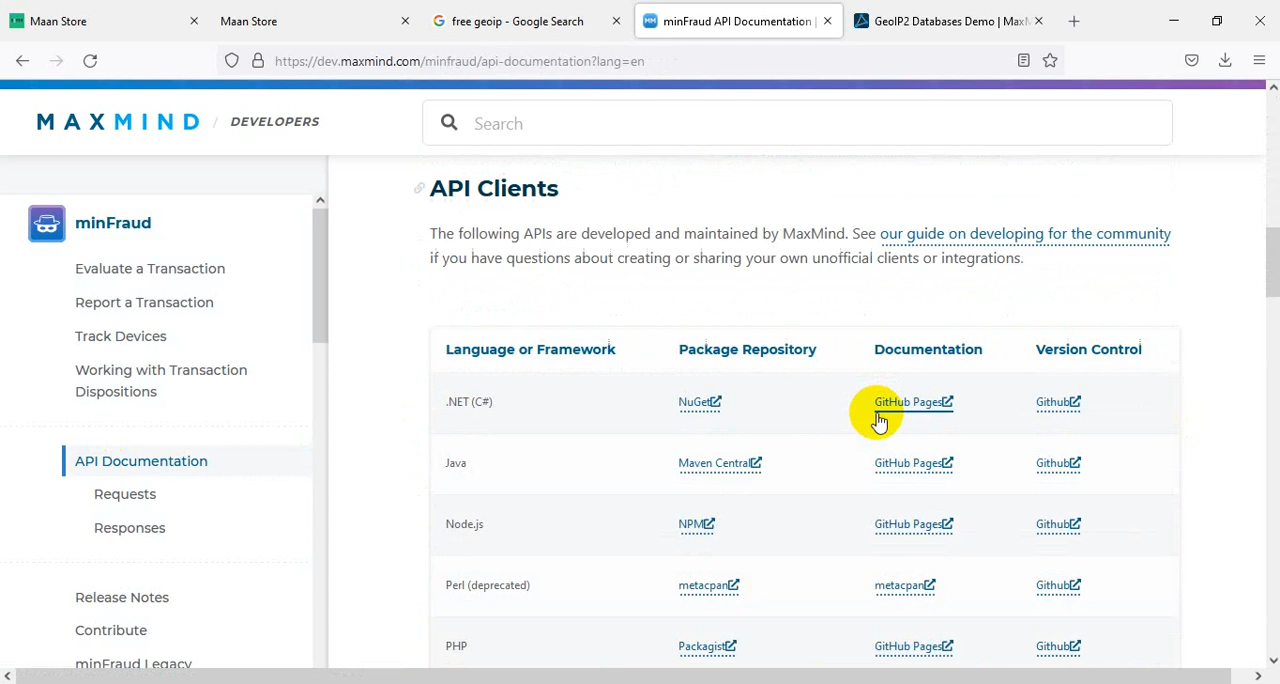 Maan Store
Maan Store
free geoip - Google Search
minFraud API Documentation |
GeoIP2 Databases Demo | MaxM
https://dev.maxmind.com/minfraud/api-documentation?lang=en
MAXMIND / DEVELOPERS
Search
minFraud
Evaluate a Transaction
Report a Transaction
Track Devices
Working with Transaction
Dispositions
API Documentation
Requests
Responses
Release Notes
Contribute
minFraud Legacy
API Clients
The following APIs are developed and maintained by MaxMind. See our guide on developing for the community
if you have questions about creating or sharing your own unofficial clients or integrations.
Language or Framework Package Repository Documentation Version Control
.NET (C#) NuGet GitHub Pages Github
Java Maven Central GitHub Pages Github
Node.js NPM GitHub Pages Github
Perl (deprecated) metacpan metacpan Github
PHP Packagist GitHub Pages Github